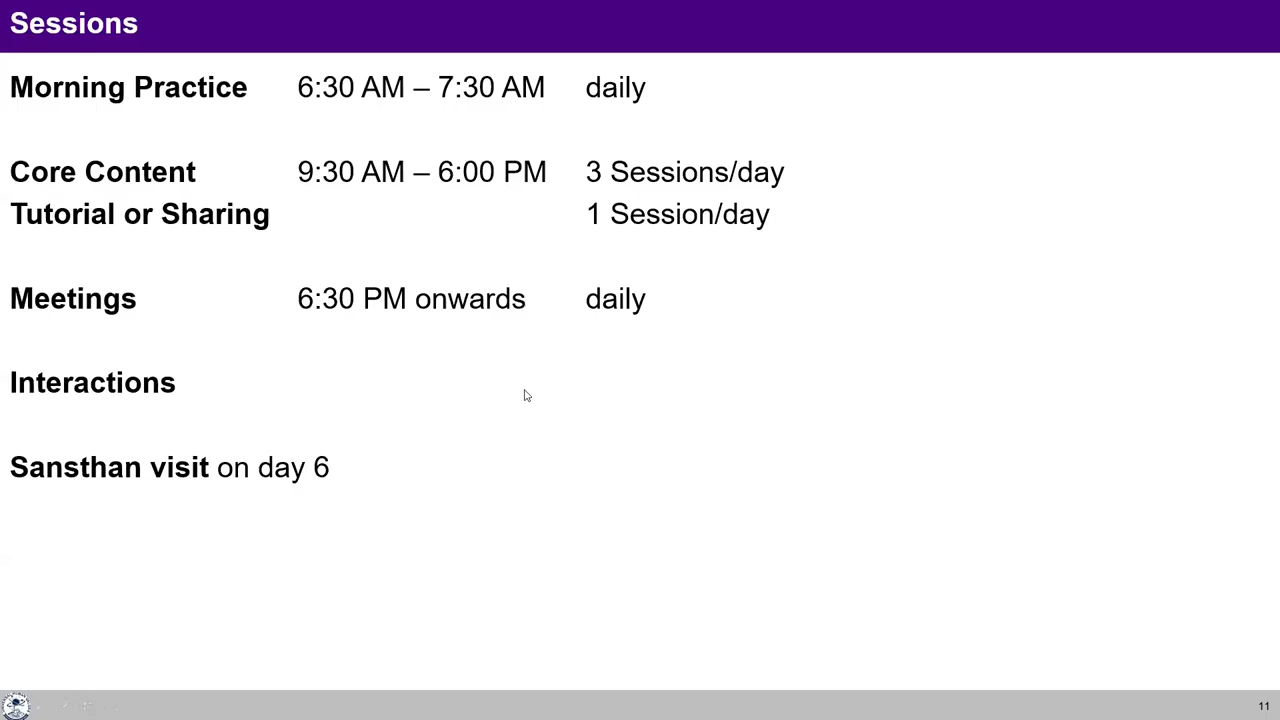 Sessions
Morning Practice 6:30 AM – 7:30 AM daily
Core Content 9:30 AM – 6:00 PM 3 Sessions/day
Tutorial or Sharing 1 Session/day
Meetings 6:30 PM onwards daily
Interactions
Sansthan visit on day 6
11